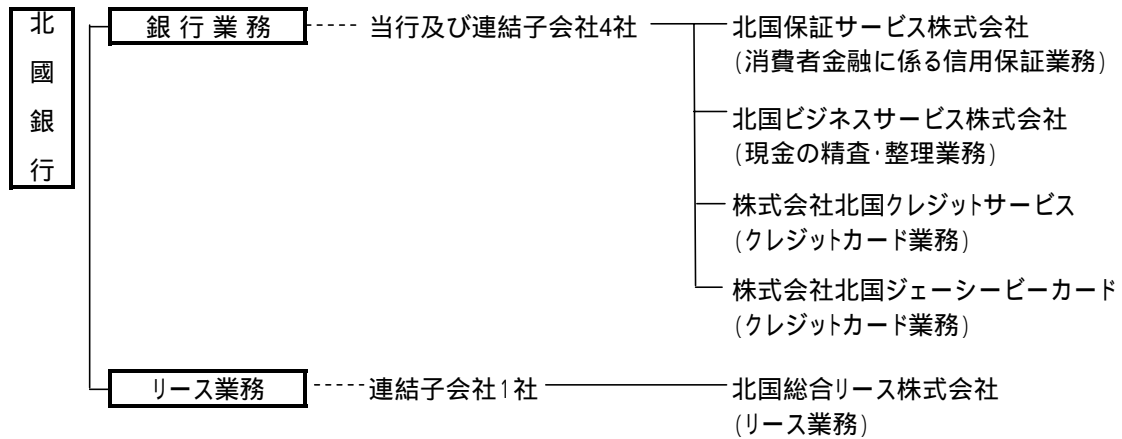 北國銀行
銀行業務
当行及び連結子会社4社
北国保証サービス株式会社
(消費者金融に係る信用保証業務)
北国ビジネスサービス株式会社
(現金の精査・整理業務)
株式会社北国クレジットサービス
(クレジットカード業務)
株式会社北国ジェーシービーカード
(クレジットカード業務)
リース業務
連結子会社1社
北国総合リース株式会社
(リース業務)